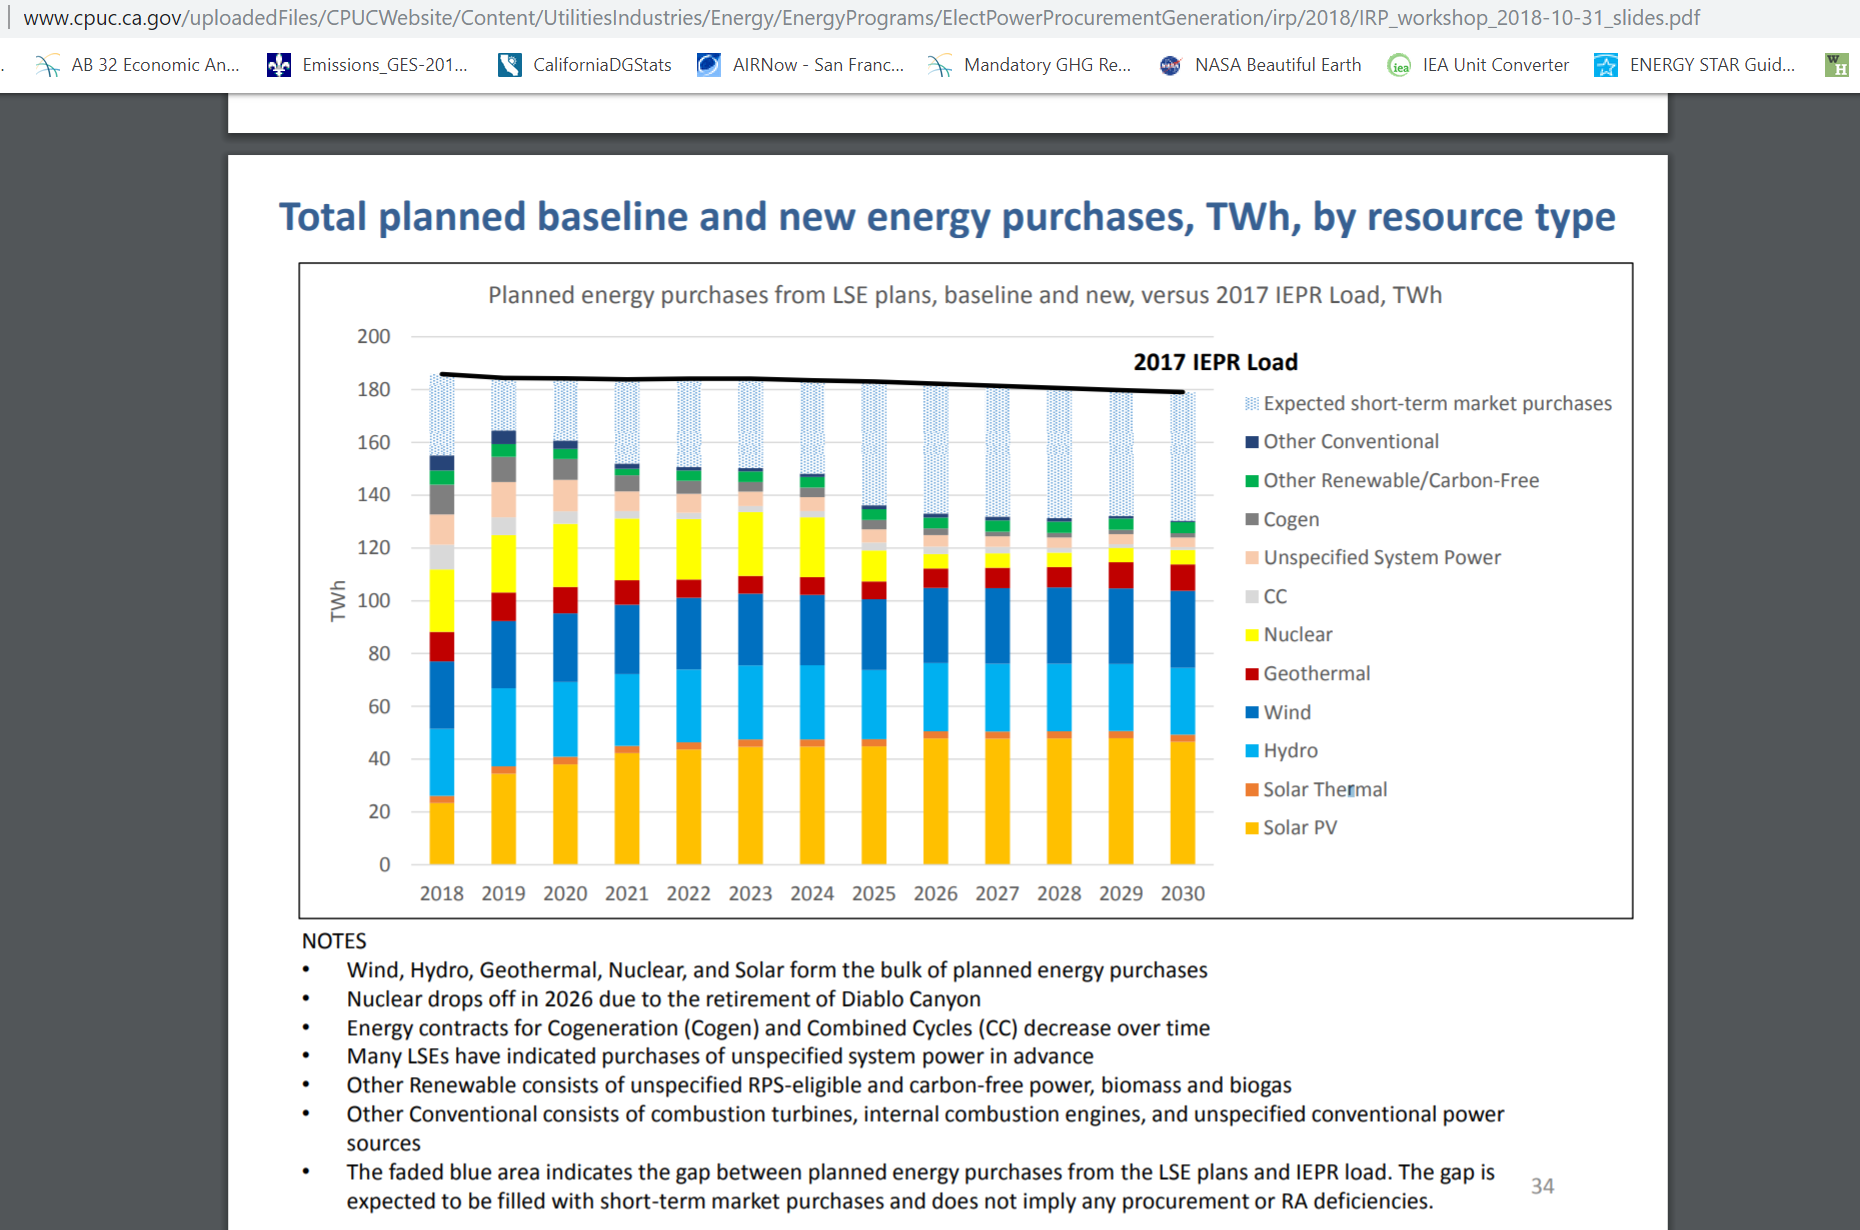 www.cpuc.ca.gov/uploadedFiles/CPUCWebsite/Content/UtilitiesIndustries/Energy/EnergyPrograms/ElectPowerProcurementGeneration/irp/2018/IRP_workshop_2018-10-31_slides.pdf
AB 32 Economic An... Emissions_GES-201... CaliforniaDGStats AIRNow - San Franc... Mandatory GHG Re... NASA Beautiful Earth iea IEA Unit Converter ENERGY STAR Guid... WH
Total planned baseline and new energy purchases, TWh, by resource type
Planned energy purchases from LSE plans, baseline and new, versus 2017 IEPR Load, TWh
200
180
160
140
120
100
80
60
40
20
0
TWh
2017 IEPR Load
Expected short-term market purchases
Other Conventional
Other Renewable/Carbon-Free
Cogen
Unspecified System Power
CC
Nuclear
Geothermal
Wind
Hydro
Solar Thermal
Solar PV
2018 2019 2020 2021 2022 2023 2024 2025 2026 2027 2028 2029 2030
NOTES
• Wind, Hydro, Geothermal, Nuclear, and Solar form the bulk of planned energy purchases
• Nuclear drops off in 2026 due to the retirement of Diablo Canyon
• Energy contracts for Cogeneration (Cogen) and Combined Cycles (CC) decrease over time
• Many LSEs have indicated purchases of unspecified system power in advance
• Other Renewable consists of unspecified RPS-eligible and carbon-free power, biomass and biogas
• Other Conventional consists of combustion turbines, internal combustion engines, and unspecified conventional power
sources
• The faded blue area indicates the gap between planned energy purchases from the LSE plans and IEPR load. The gap is
expected to be filled with short-term market purchases and does not imply any procurement or RA deficiencies.
34